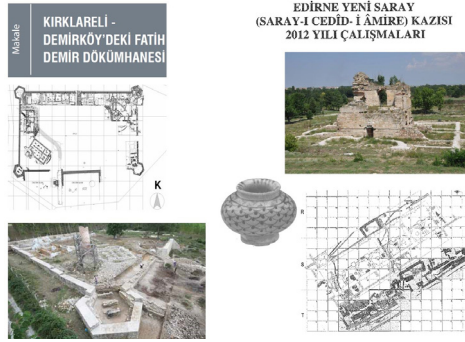 Makale
KIRKLARELİ -
DEMİRKÖY'DEKİ FATİH
DEMİR DÖKÜMHANESİ
K
EDİRNE YENİ SARAY
(SARAY-I CEDÎD- İ ÂMİRE) KAZISI
2012 YILI ÇALIŞMALARI
R
S
T